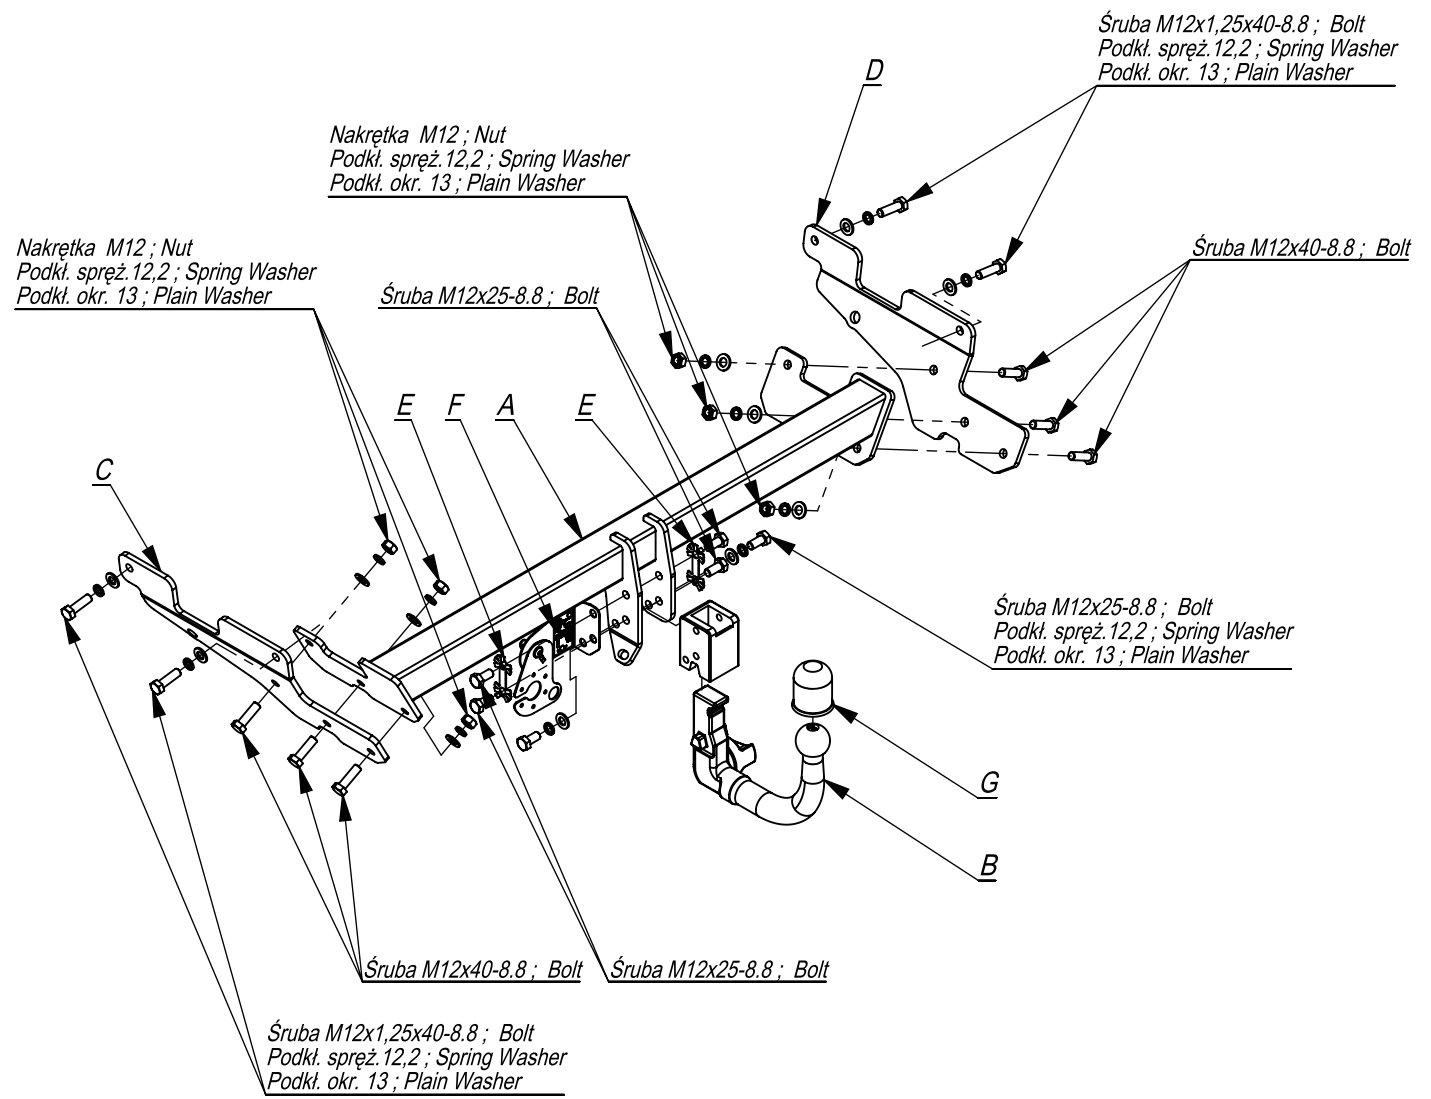 Śruba M12x1,25x40-8.8 ; Bolt
Podkł. spręż.12,2 ; Spring Washer
Podkł. okr. 13 ; Plain Washer
D
Nakrętka M12 ; Nut
Podkł. spręż.12,2 ; Spring Washer
Podkł. okr. 13 ; Plain Washer
Nakrętka M12 ; Nut
Podkł. spręż.12,2 ; Spring Washer
Podkł. okr. 13 ; Plain Washer
Śruba M12x40-8.8 ; Bolt
Śruba M12x25-8.8 ; Bolt
E
F
A
E
C
Śruba M12x25-8.8 ; Bolt
Podkł. spręż.12,2 ; Spring Washer
Podkł. okr. 13 ; Plain Washer
G
B
Śruba M12x40-8.8 ; Bolt
Śruba M12x25-8.8 ; Bolt
Śruba M12x1,25x40-8.8 ; Bolt
Podkł. spręż.12,2 ; Spring Washer
Podkł. okr. 13 ; Plain Washer